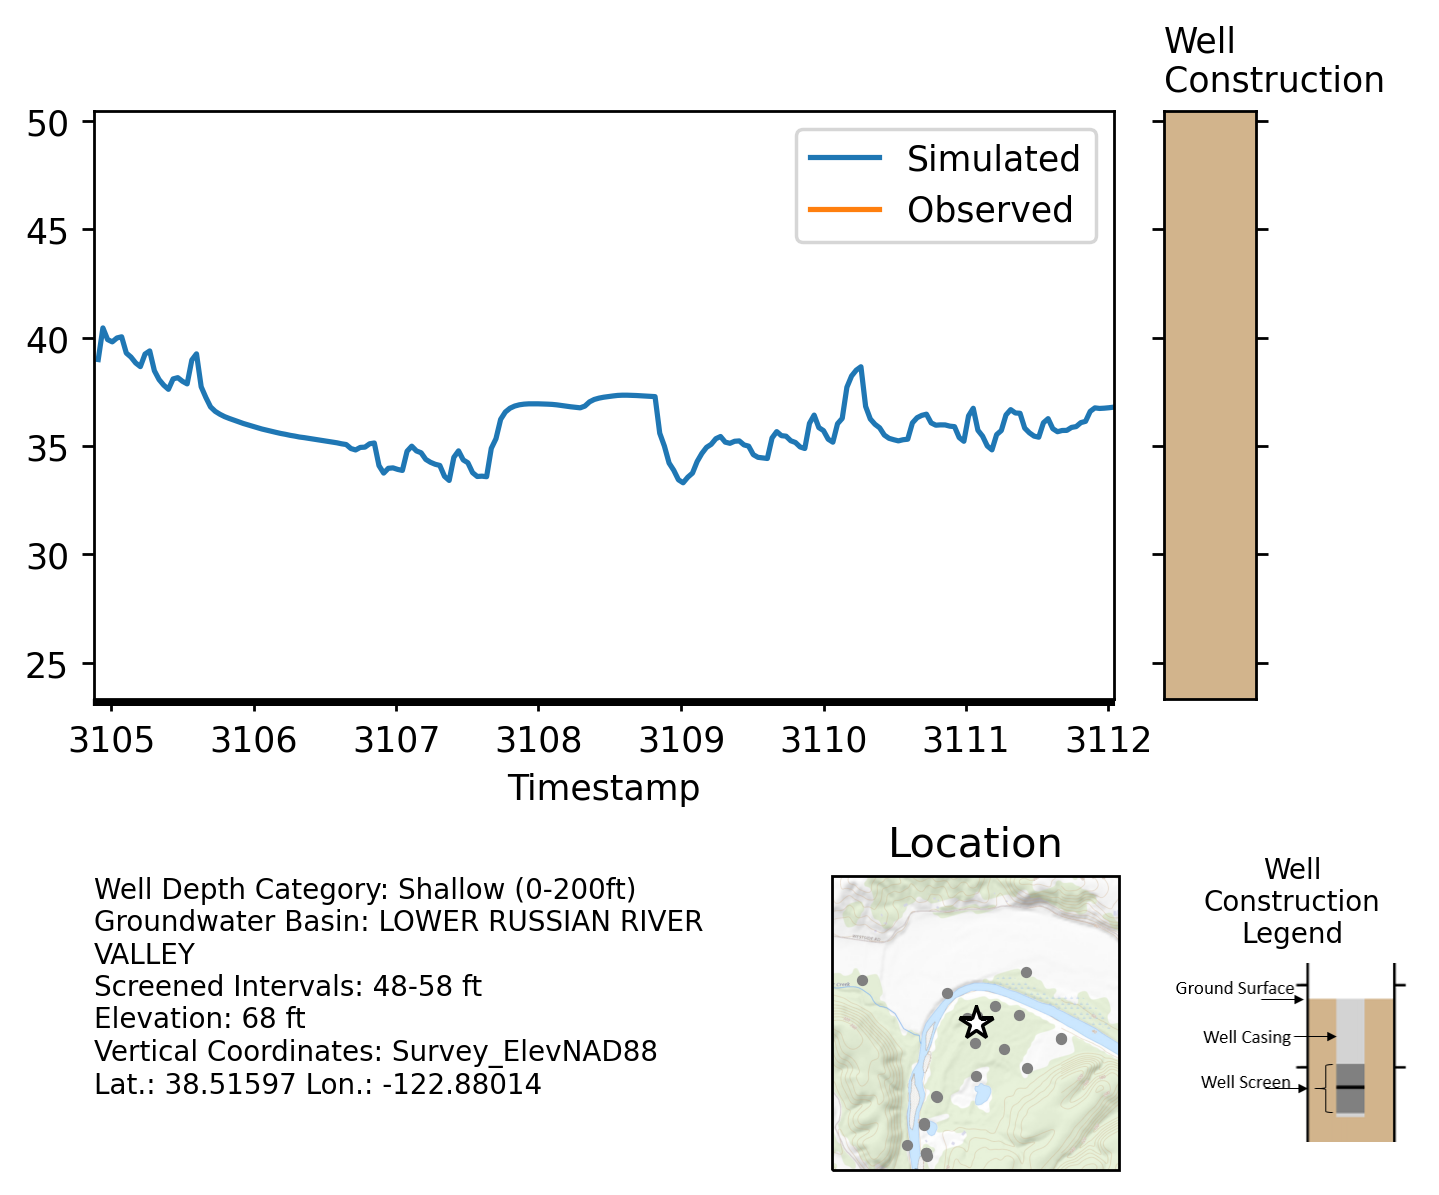 Well
Construction
50
45
40
35
30
25
Simulated
Observed
3105 3106 3107 3108 3109 3110 3111 3112
Timestamp
Well Depth Category: Shallow (0-200ft)
Groundwater Basin: LOWER RUSSIAN RIVER
VALLEY
Screened Intervals: 48-58 ft
Elevation: 68 ft
Vertical Coordinates: Survey_ElevNAD88
Lat.: 38.51597 Lon.: -122.88014
Location
Well
Construction
Legend
Ground Surface
Well Casing
Well Screen